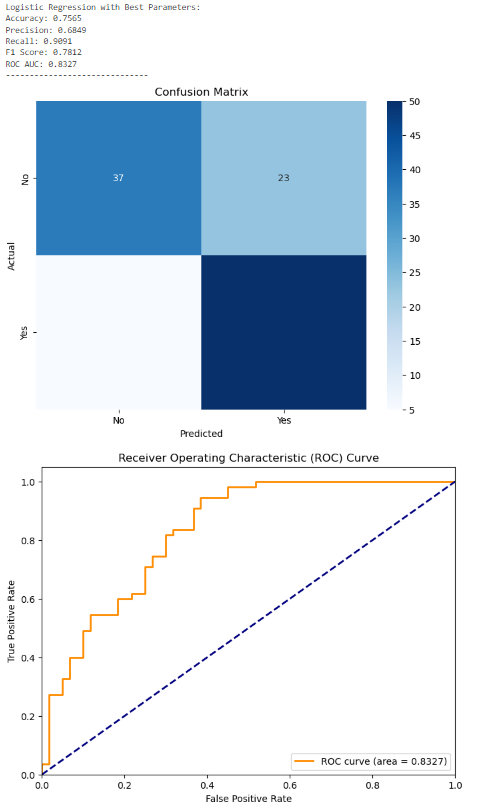 Logistic Regression with Best Parameters:
Accuracy: 0.7565
Precision: 0.6849
Recall: 0.9091
F1 Score: 0.7812
ROC AUC: 0.8327
------------------------------
Confusion Matrix
50
45
40
35
30
25
20
15
10
5
No
37
23
Actual
Yes
No
Yes
Predicted
Receiver Operating Characteristic (ROC) Curve
1.0
0.8
0.6
0.4
0.2
0.0
True Positive Rate
ROC curve (area = 0.8327)
0.0
0.2
0.4
0.6
0.8
1.0
False Positive Rate